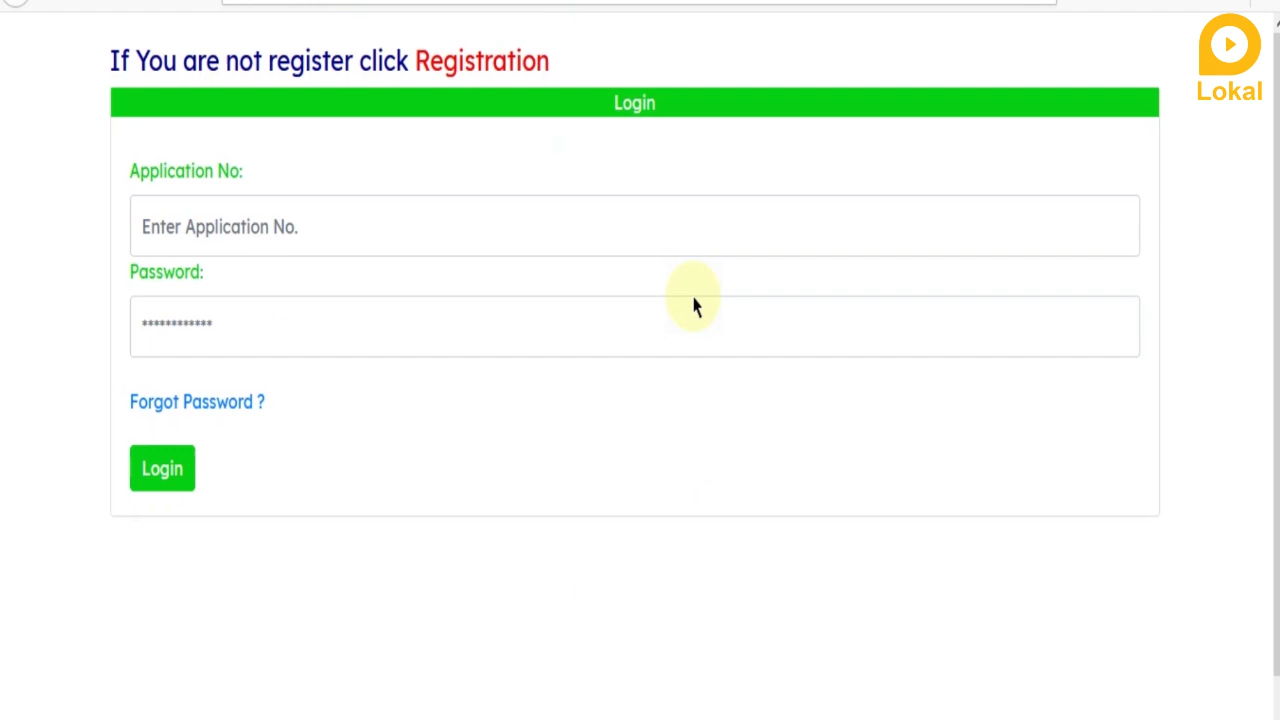 If You are not register click Registration
Lokal
Login
Application No:
Enter Application No.
Password:
************
Forgot Password ?
Login